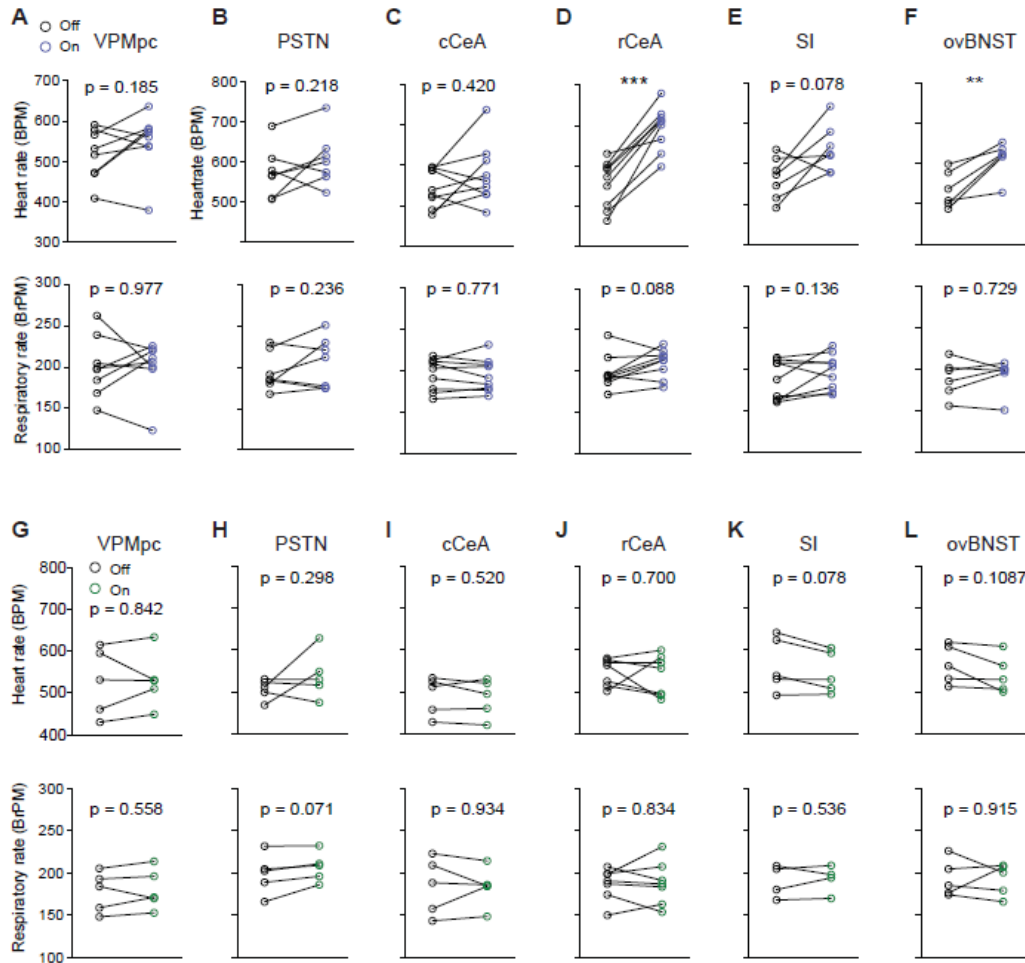 A B C D E F
Off
On
VPMpc PSTN cCeA rCeA SI ovBNST
p = 0.185 p = 0.218 p = 0.420 *** p = 0.078 **
Heart rate (BPM)
700
600
500
400
300
Heartrate (BPM)
800
700
600
500
p = 0.977 p = 0.236 p = 0.771 p = 0.088 p = 0.136 p = 0.729
Respiratory rate (BrPM)
300
250
200
150
100
G H I J K L
VPMpc PSTN cCeA rCeA SI ovBNST
Off
On
p = 0.842 p = 0.298 p = 0.520 p = 0.700 p = 0.078 p = 0.1087
Heart rate (BPM)
800
700
600
500
400
p = 0.558 p = 0.071 p = 0.934 p = 0.834 p = 0.536 p = 0.915
Respiratory rate (BrPM)
300
250
200
150
100